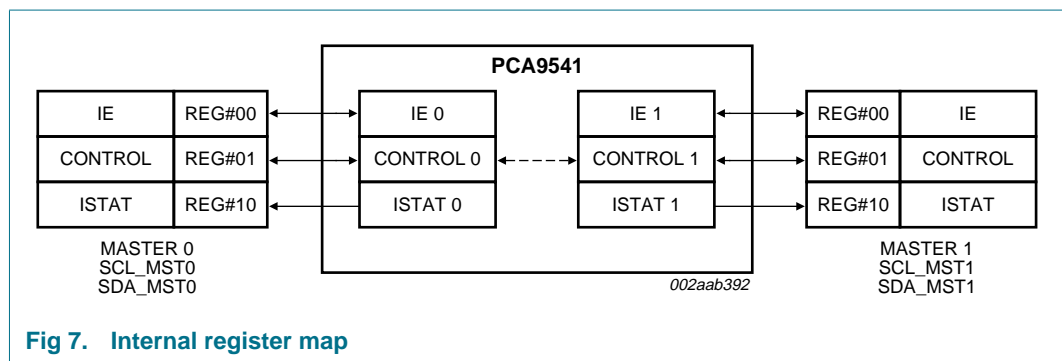 PCA9541
IE REG#00 IE 0 IE 1 REG#00 IE
CONTROL REG#01 CONTROL 0 CONTROL 1 REG#01 CONTROL
ISTAT REG#10 ISTAT 0 ISTAT 1 REG#10 ISTAT
MASTER 0 MASTER 1
SCL_MST0 SCL_MST1
SDA_MST0 SDA_MST1
002aab392
Fig 7. Internal register map